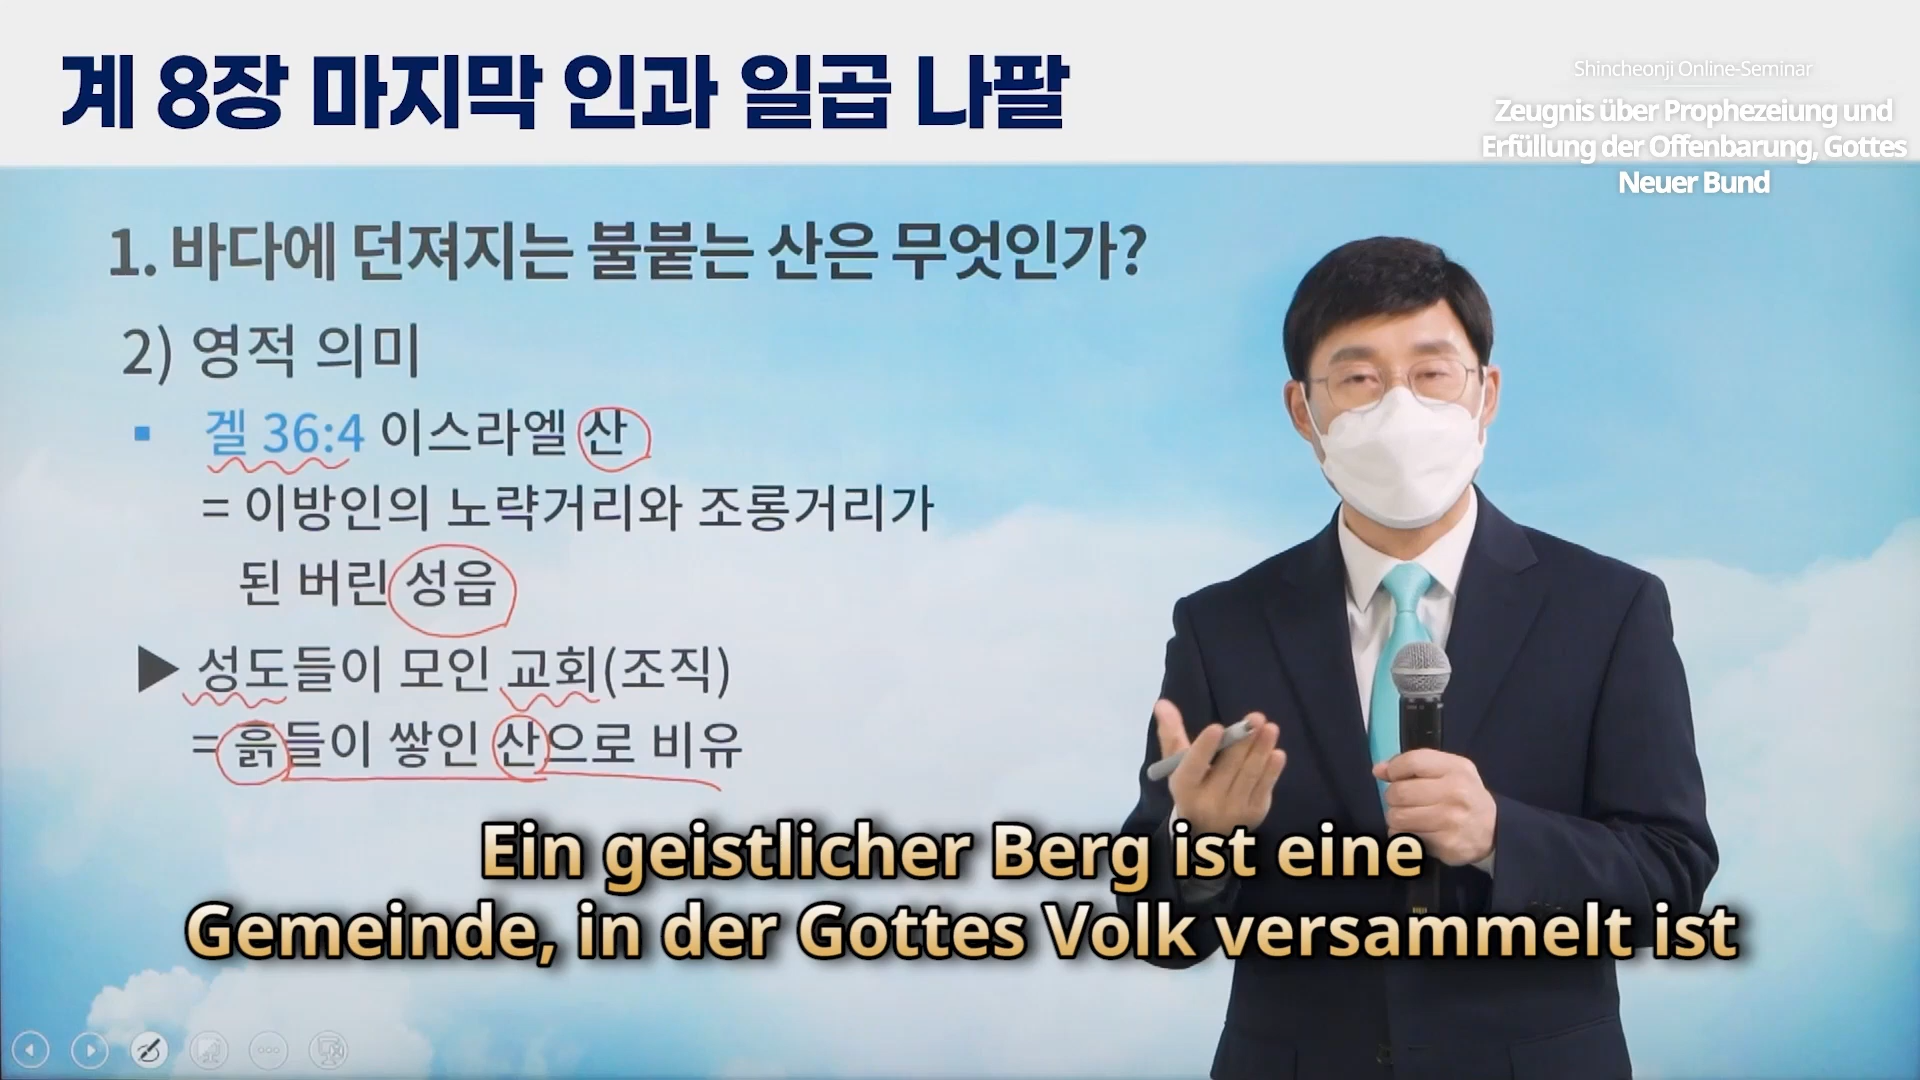 계 8장 마지막 인과 일곱 나팔
Shincheonji Online-Seminar
Zeugnis über Prophezeiung und
Erfüllung der Offenbarung, Gottes
Neuer Bund
1. 바다에 던져지는 불붙는 산은 무엇인가?
2) 영적 의미
▪ 겔 36:4 이스라엘 산
= 이방인의 노략거리와 조롱거리가
된 버린 성읍
▶ 성도들이 모인 교회(조직)
= 흙들이 쌓인 산으로 비유
Ein geistlicher Berg ist eine
Gemeinde, in der Gottes Volk versammelt ist